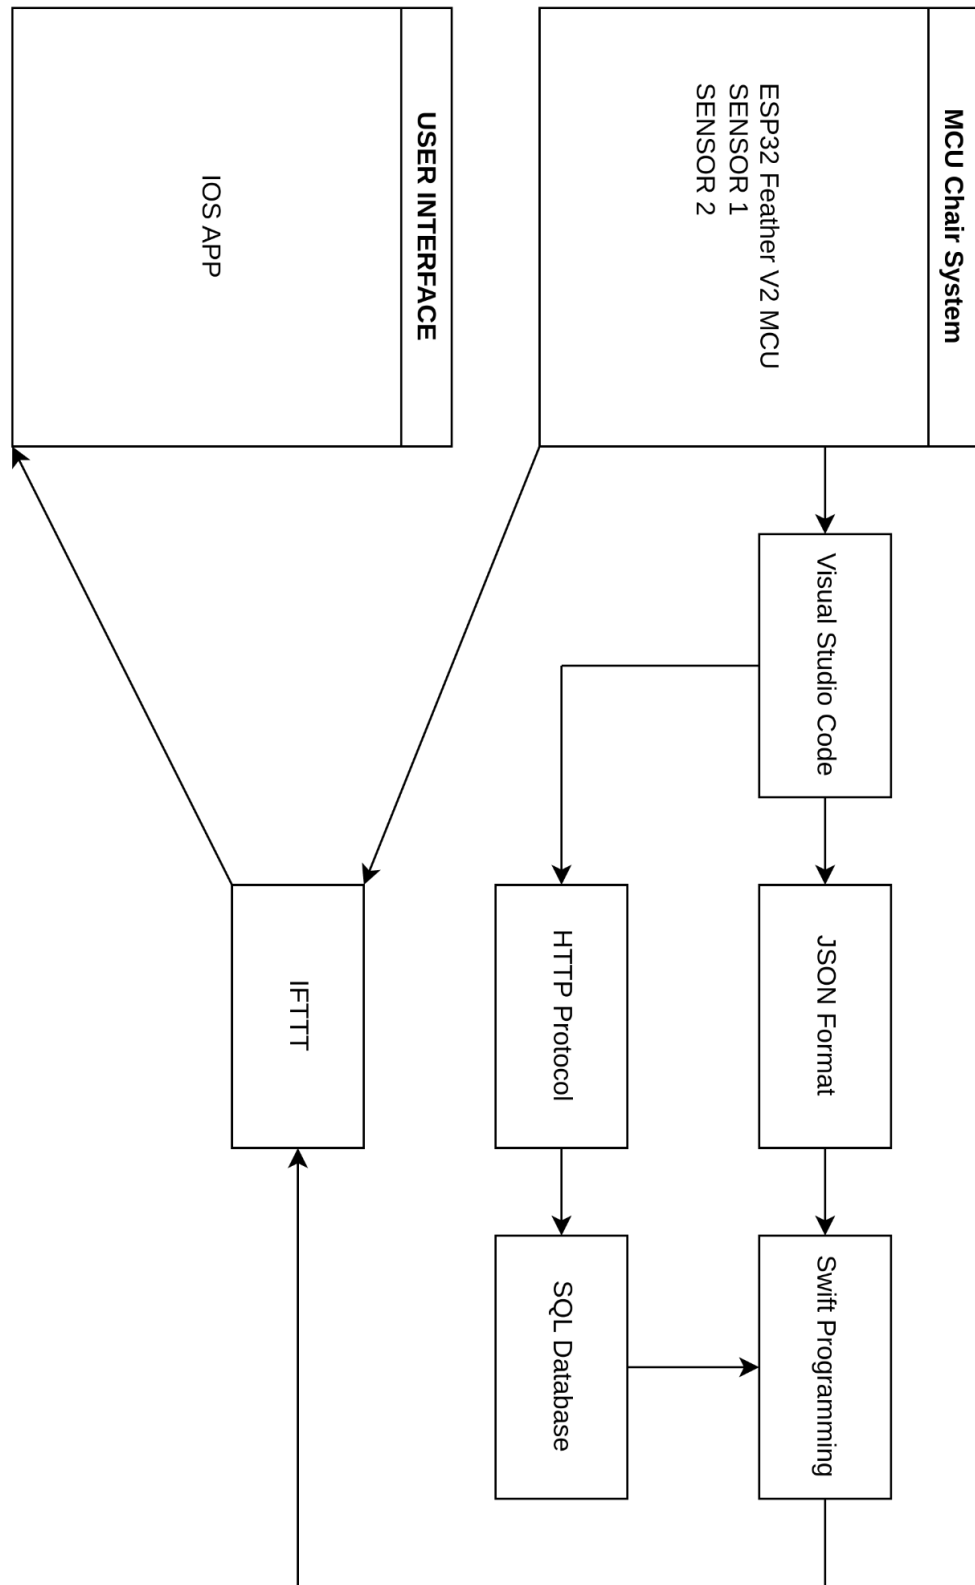 MCU Chair System
ESP32 Feather V2 MCU
SENSOR 1
SENSOR 2
Visual Studio Code
JSON Format
Swift Programming
HTTP Protocol
SQL Database
USER INTERFACE
IOS APP
IFTTT